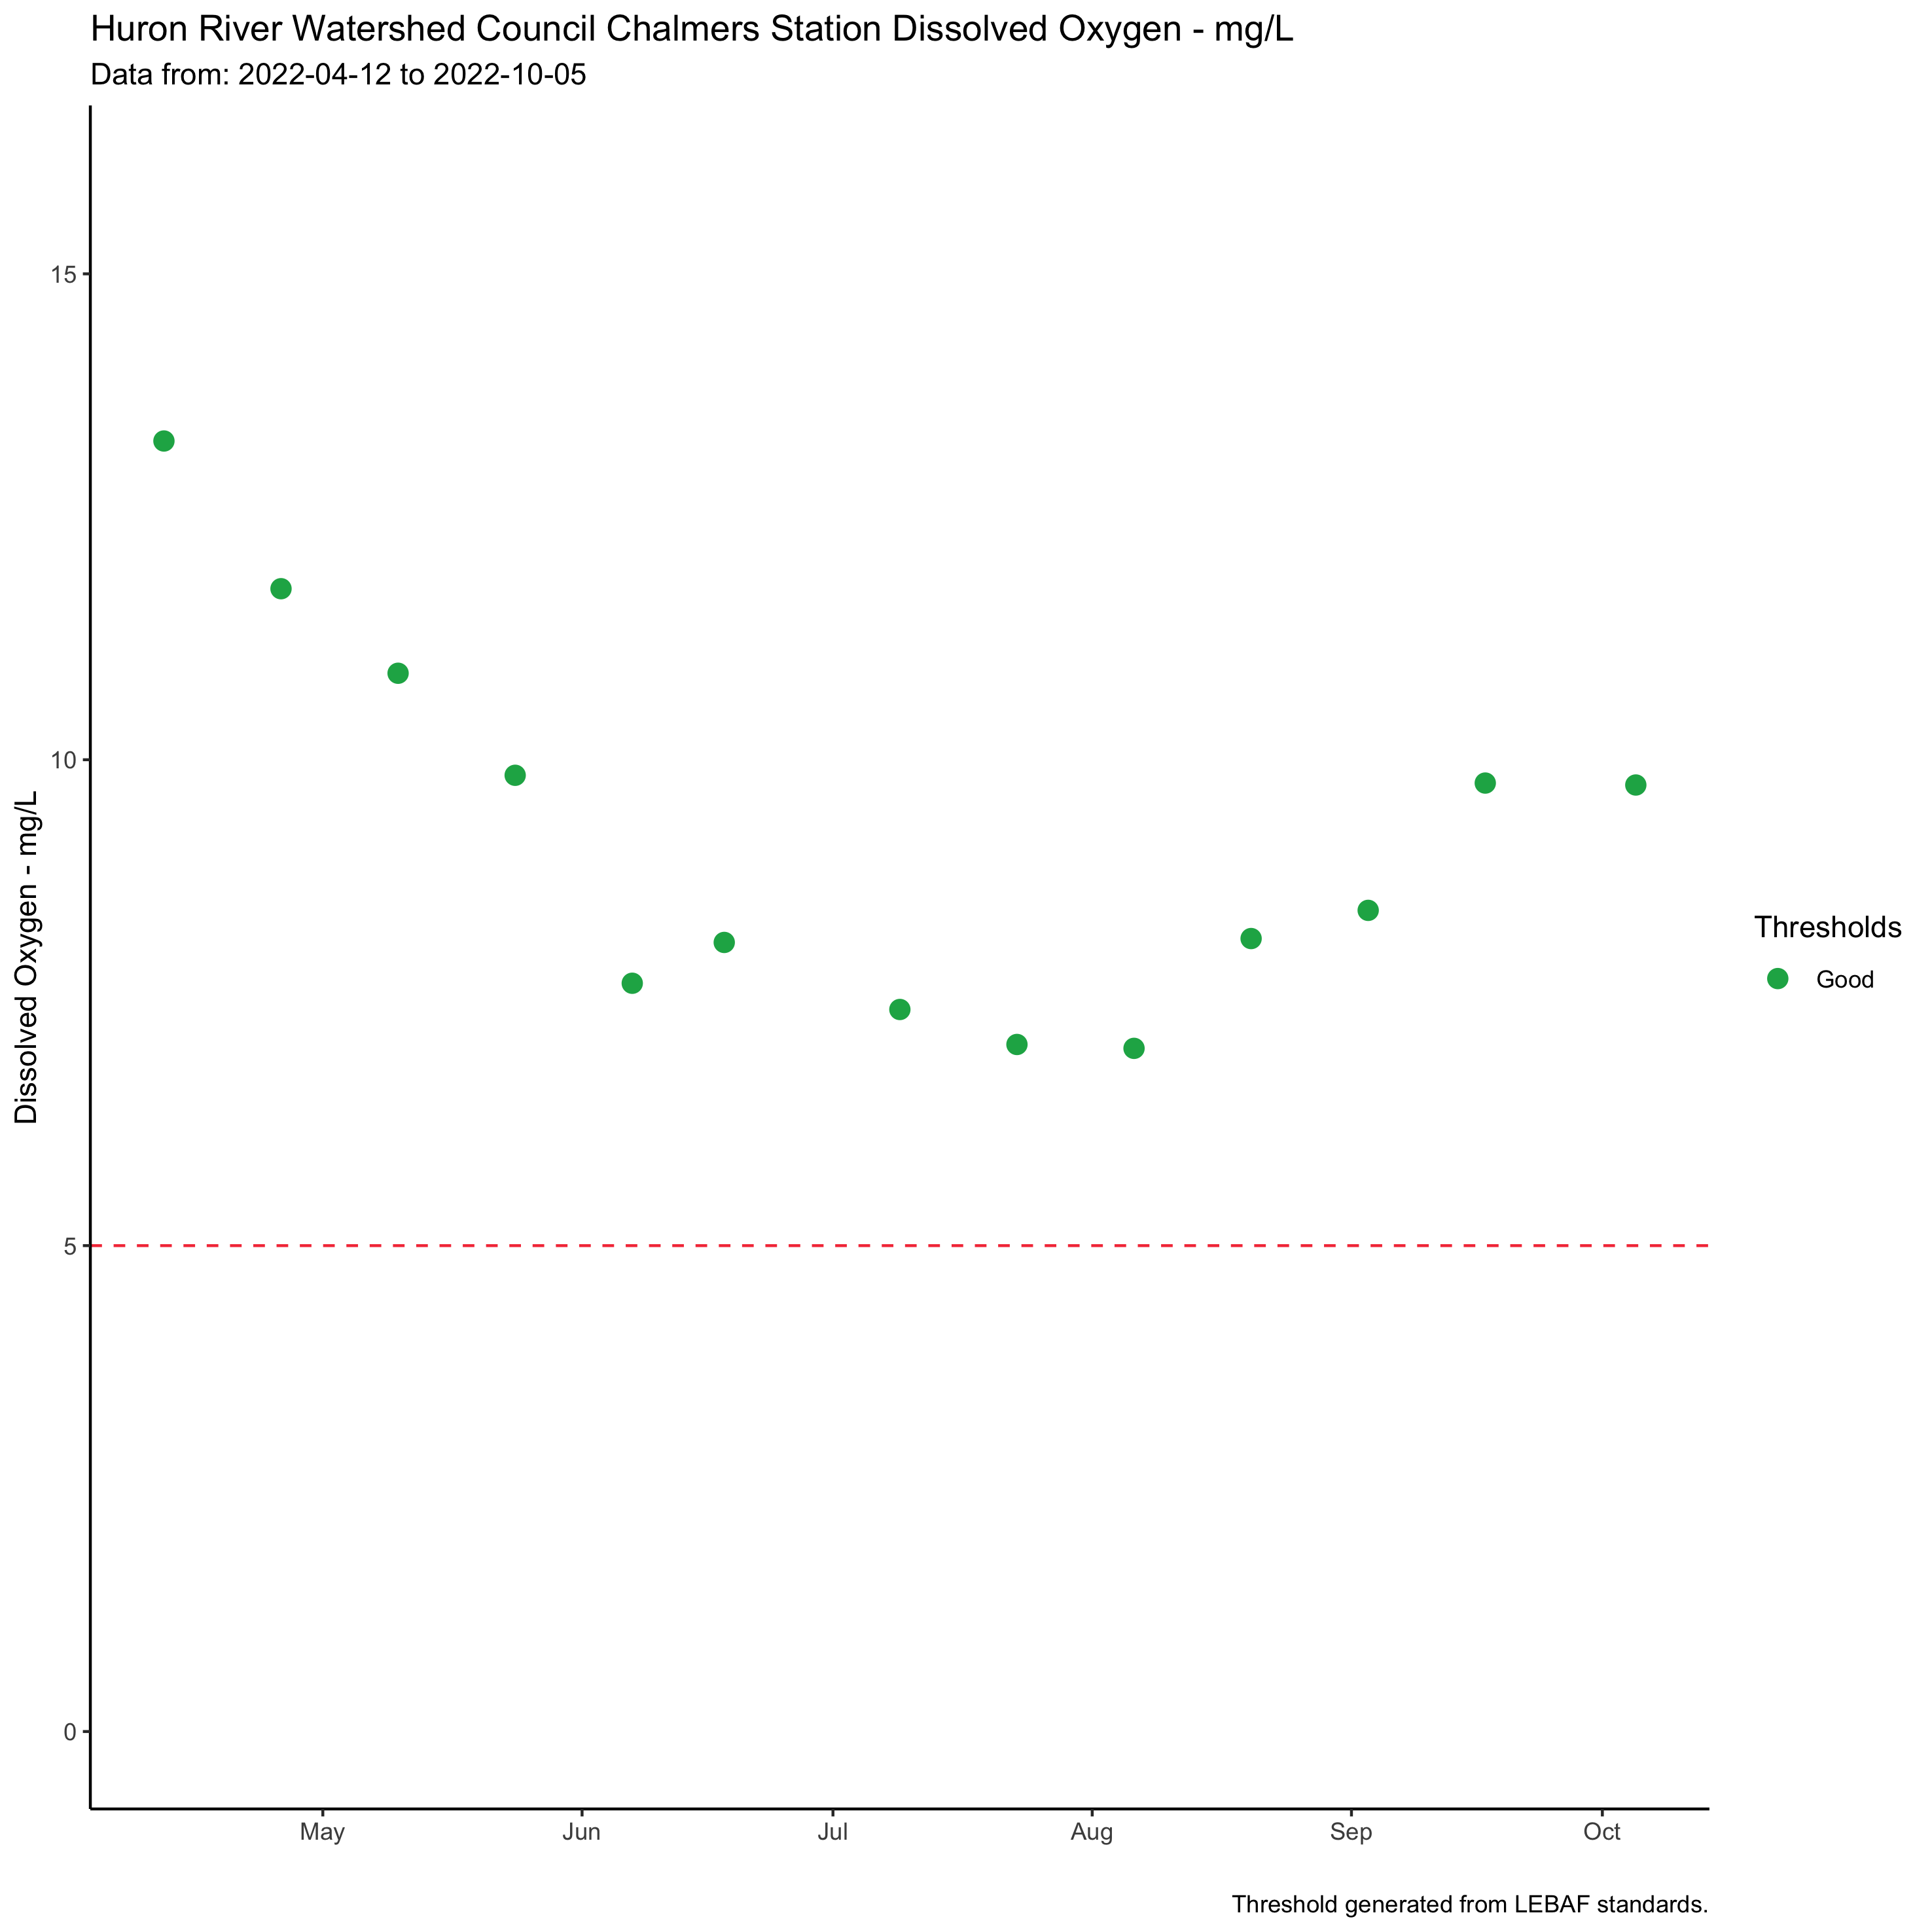 Huron River Watershed Council Chalmers Station Dissolved Oxygen - mg/L
Data from: 2022-04-12 to 2022-10-05
Dissolved Oxygen - mg/L
15
10
5
0
May Jun Jul Aug Sep Oct
Thresholds
Good
Threshold generated from LEBAF standards.